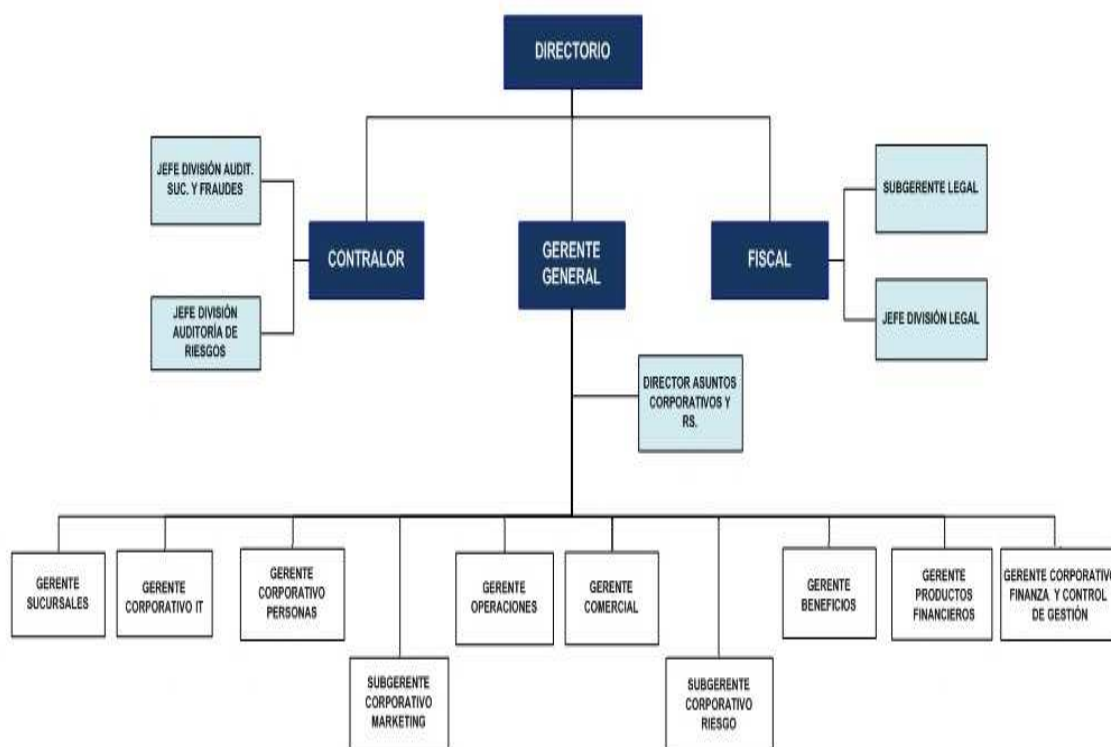 DIRECTORIO
JEFE DIVISIÓN AUDIT.
SUC. Y FRAUDES
SUBGERENTE LEGAL
CONTRALOR
GERENTE
GENERAL
FISCAL
JEFE DIVISIÓN
AUDITORÍA DE
RIESGOS
JEFE DIVISIÓN LEGAL
DIRECTOR ASUNTOS
CORPORATIVOS Y
RS.
GERENTE
SUCURSALES
GERENTE
CORPORATIVO IT
GERENTE
CORPORATIVO
PERSONAS
GERENTE
OPERACIONES
GERENTE
COMERCIAL
GERENTE
BENEFICIOS
GERENTE
PRODUCTOS
FINANCIEROS
GERENTE CORPORATIVO
FINANZA Y CONTROL
DE GESTIÓN
SUBGERENTE
CORPORATIVO
MARKETING
SUBGERENTE
CORPORATIVO
RIESGO